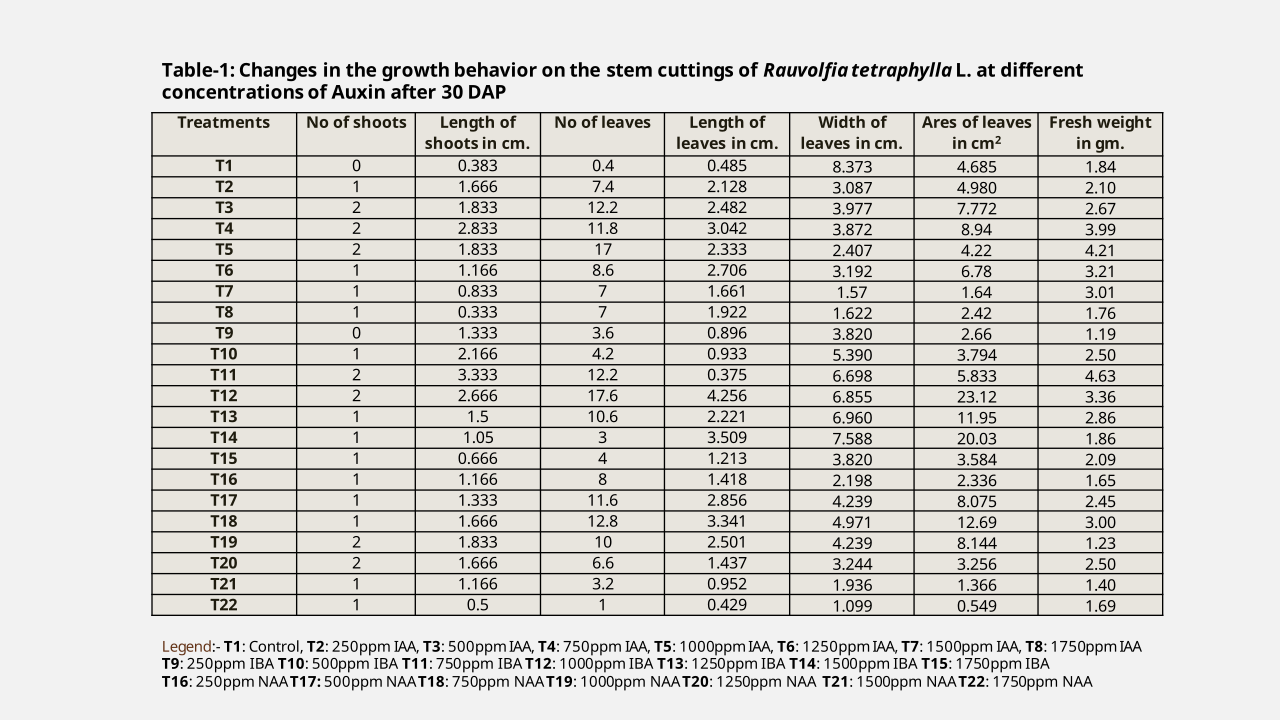 Table-1: Changes in the growth behavior on the stem cuttings of Rauvolfia tetraphylla L. at different
concentrations of Auxin after 30 DAP
Treatments No of shoots Length of shoots in cm. No of leaves Length of leaves in cm. Width of leaves in cm. Ares of leaves in cm² Fresh weight in gm.
T1 0 0.383 0.4 0.485 8.373 4.685 1.84
T2 1 1.666 7.4 2.128 3.087 4.980 2.10
T3 2 1.833 12.2 2.482 3.977 7.772 2.67
T4 2 2.833 11.8 3.042 3.872 8.94 3.99
T5 2 1.833 17 2.333 2.407 4.22 4.21
T6 1 1.166 8.6 2.706 3.192 6.78 3.21
T7 1 0.833 7 1.661 1.57 1.64 3.01
T8 1 0.333 7 1.922 1.622 2.42 1.76
T9 0 1.333 3.6 0.896 3.820 2.66 1.19
T10 1 2.166 4.2 0.933 5.390 3.794 2.50
T11 2 3.333 12.2 0.375 6.698 5.833 4.63
T12 2 2.666 17.6 4.256 6.855 23.12 3.36
T13 1 1.5 10.6 2.221 6.960 11.95 2.86
T14 1 1.05 3 3.509 7.588 20.03 1.86
T15 1 0.666 4 1.213 3.820 3.584 2.09
T16 1 1.166 8 1.418 2.198 2.336 1.65
T17 1 1.333 11.6 2.856 4.239 8.075 2.45
T18 1 1.666 12.8 3.341 4.971 12.69 3.00
T19 2 1.833 10 2.501 4.239 8.144 1.23
T20 2 1.666 6.6 1.437 3.244 3.256 2.50
T21 1 1.166 3.2 0.952 1.936 1.366 1.40
T22 1 0.5 1 0.429 1.099 0.549 1.69
Legend:- T1: Control, T2: 250ppm IAA, T3: 500ppm IAA, T4: 750ppm IAA, T5: 1000ppm IAA, T6: 1250ppm IAA, T7: 1500ppm IAA, T8: 1750ppm IAA
T9: 250ppm IBA T10: 500ppm IBA T11: 750ppm IBA T12: 1000ppm IBA T13: 1250ppm IBA T14: 1500ppm IBA T15: 1750ppm IBA
T16: 250ppm NAA T17: 500ppm NAA T18: 750ppm NAA T19: 1000ppm NAA T20: 1250ppm NAA T21: 1500ppm NAA T22: 1750ppm NAA